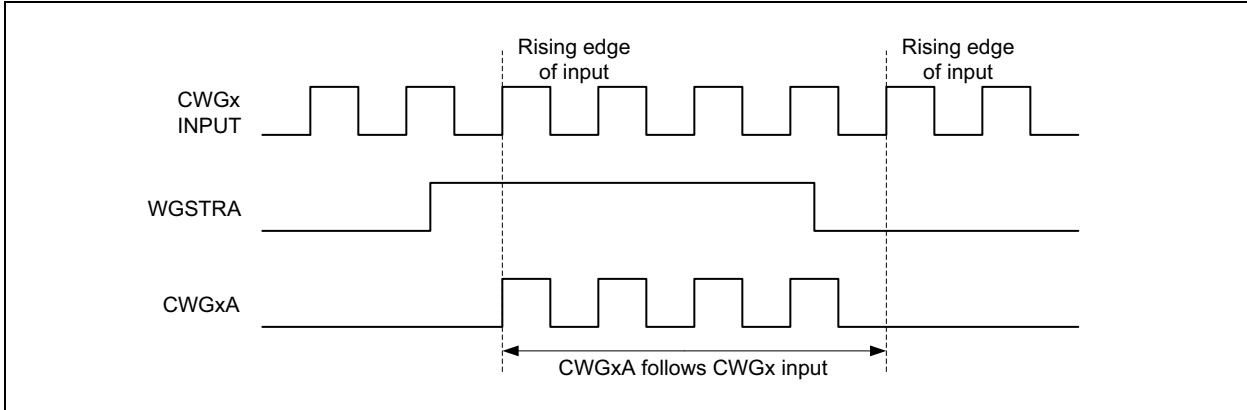 Rising edge
of input
Rising edge
of input
CWGx
INPUT
WGSTRA
CWGxA
CWGxA follows CWGx input